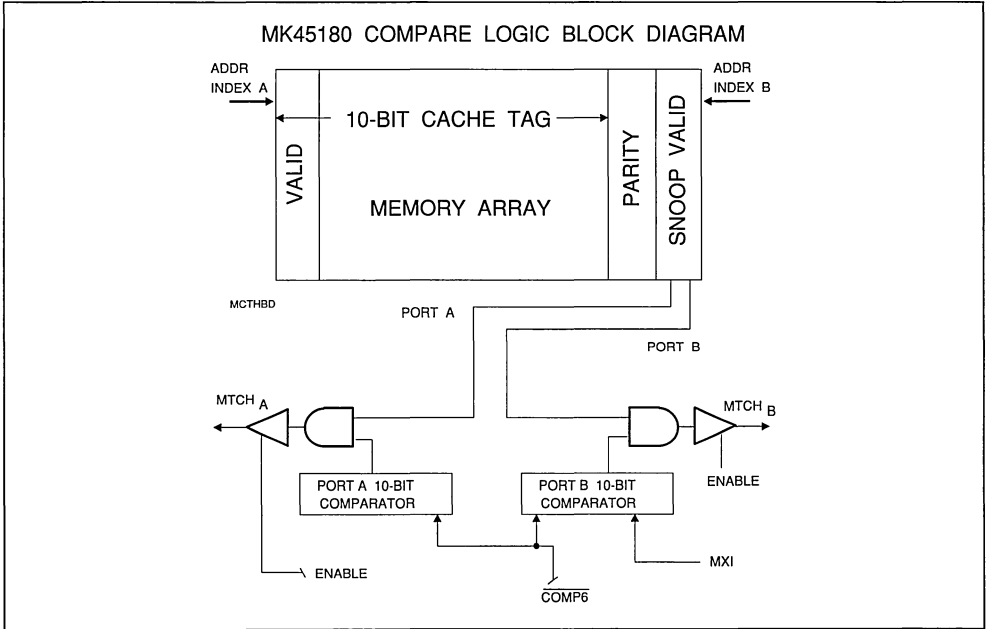 MK45180 COMPARE LOGIC BLOCK DIAGRAM
ADDR
INDEX A
ADDR
INDEX B
VALID
10-BIT CACHE TAG
MEMORY ARRAY
PARITY
SNOOP VALID
MCTHBD
PORT A
PORT B
MTCH A
MTCH B
PORT A 10-BIT
COMPARATOR
PORT B 10-BIT
COMPARATOR
ENABLE
ENABLE
MXI
COMP6